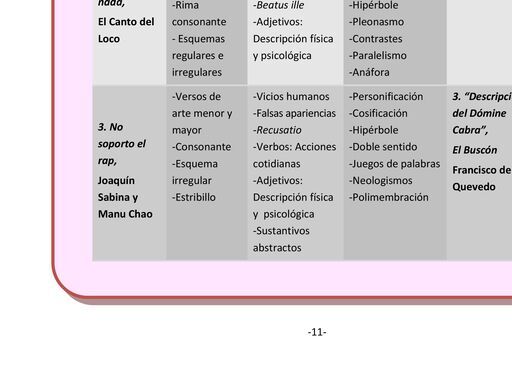 nada,
El Canto del
Loco
-Rima
consonante
- Esquemas
regulares e
irregulares
-Beatus ille
-Adjetivos:
Descripción física
y psicológica
-Hipérbole
-Pleonasmo
-Contrastes
-Paralelismo
-Anáfora
3. No
soporto el
rap,
Joaquín
Sabina y
Manu Chao
-Versos de
arte menor y
mayor
-Consonante
-Esquema
irregular
-Estribillo
-Vicios humanos
-Falsas apariencias
-Recusatio
-Verbos: Acciones
cotidianas
-Adjetivos:
Descripción física
y psicológica
-Sustantivos
abstractos
-Personificación
-Cosificación
-Hipérbole
-Doble sentido
-Juegos de palabras
-Neologismos
-Polimembración
3. “Descripci
del Dómine
Cabra”,
El Buscón
Francisco de
Quevedo
-11-